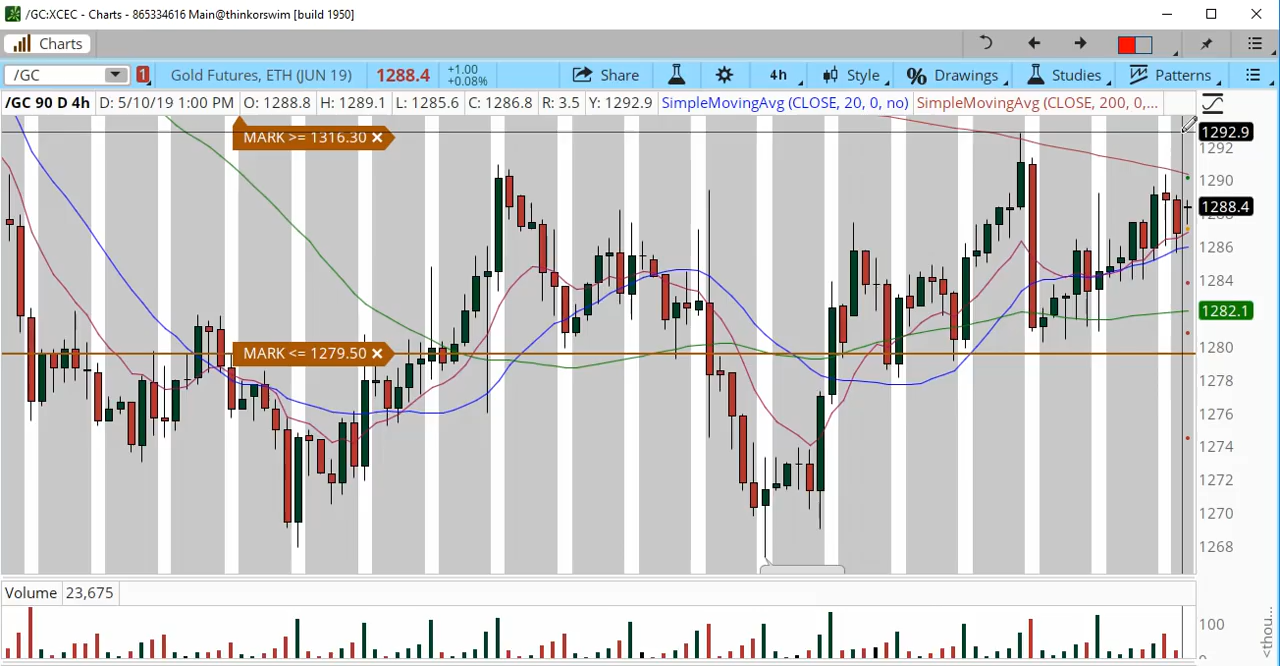 /GC:XCEC - Charts - 865334616 Main@thinkorswim [build 1950]
Charts
/GC 1 Gold Futures, ETH (JUN 19) 1288.4 +1.00 +0.08% Share 4h Style % Drawings Studies Patterns
/GC 90 D 4h D: 5/10/19 1:00 PM O: 1288.8 H: 1289.1 L: 1285.6 C: 1286.8 R: 3.5 Y: 1292.9 SimpleMovingAvg (CLOSE, 20, 0, no) SimpleMovingAvg (CLOSE, 200, 0,...
MARK >= 1316.30 ×
1292.9
1292
1290
1288.4
1286
1284
1282.1
MARK <= 1279.50 ×
1280
1278
1276
1274
1272
1270
1268
Volume 23,675
100
0
<thou...